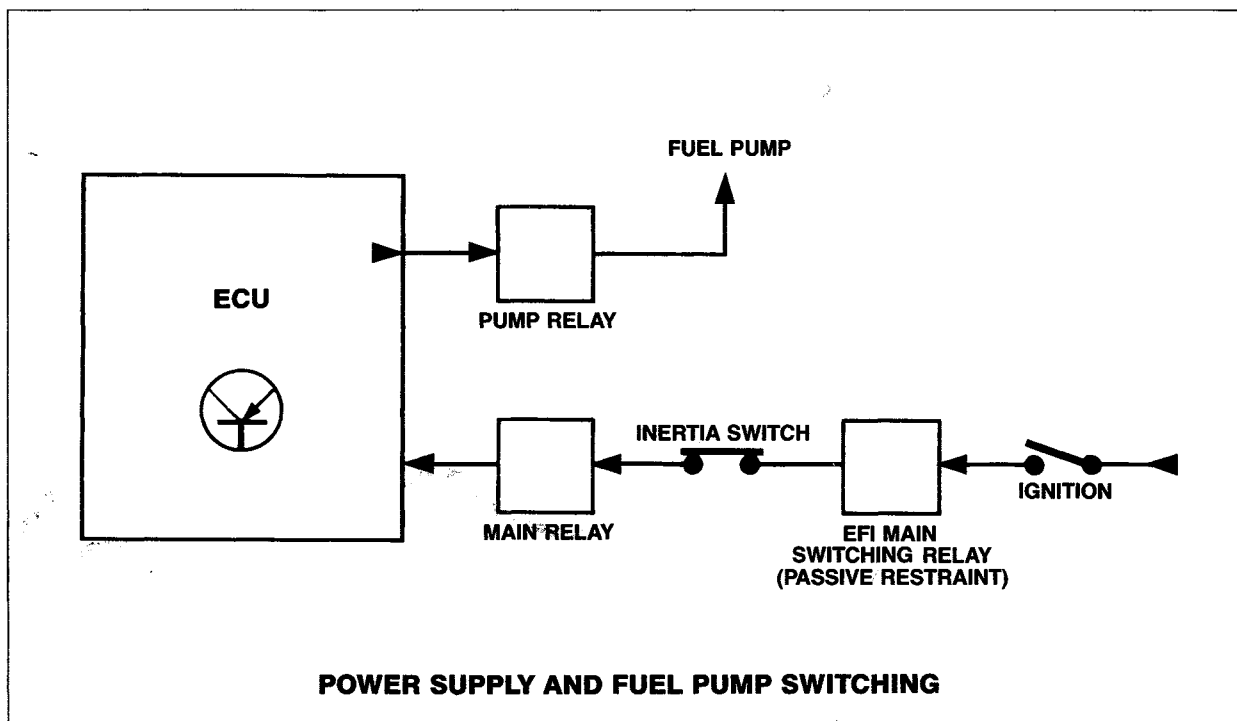 FUEL PUMP
ECU
PUMP RELAY
INERTIA SWITCH
IGNITION
MAIN RELAY
EFI MAIN
SWITCHING RELAY
(PASSIVE RESTRAINT)
POWER SUPPLY AND FUEL PUMP SWITCHING